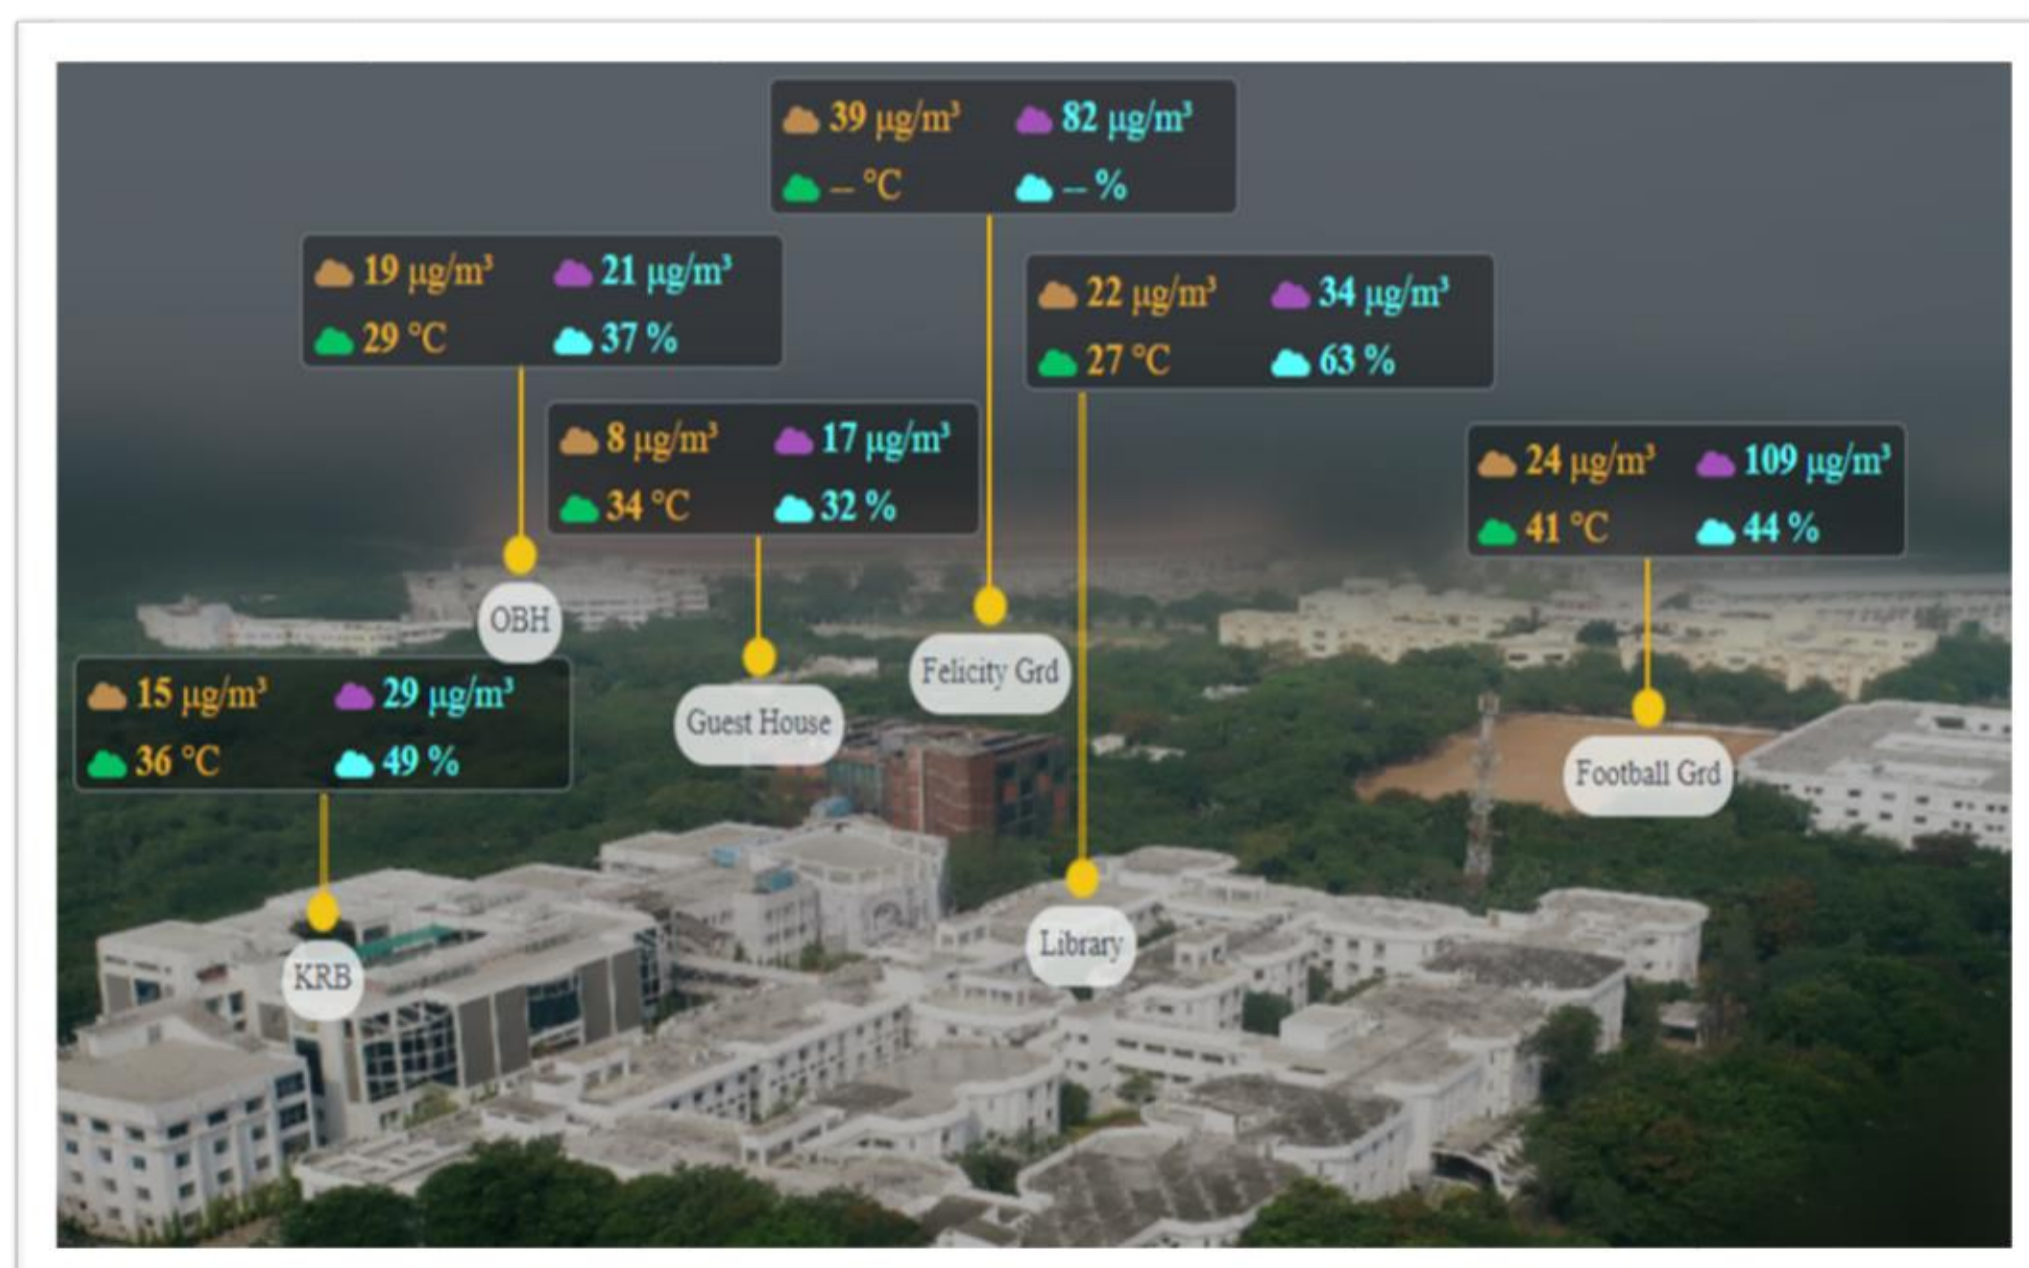 39 μg/m³ 82 μg/m³
– °C – %
19 μg/m³ 21 μg/m³
29 °C 37 %
22 μg/m³ 34 μg/m³
27 °C 63 %
8 μg/m³ 17 μg/m³
34 °C 32 %
24 μg/m³ 109 μg/m³
41 °C 44 %
OBH
Felicity Grd
15 μg/m³ 29 μg/m³
36 °C 49 %
Guest House
Football Grd
Library
KRB